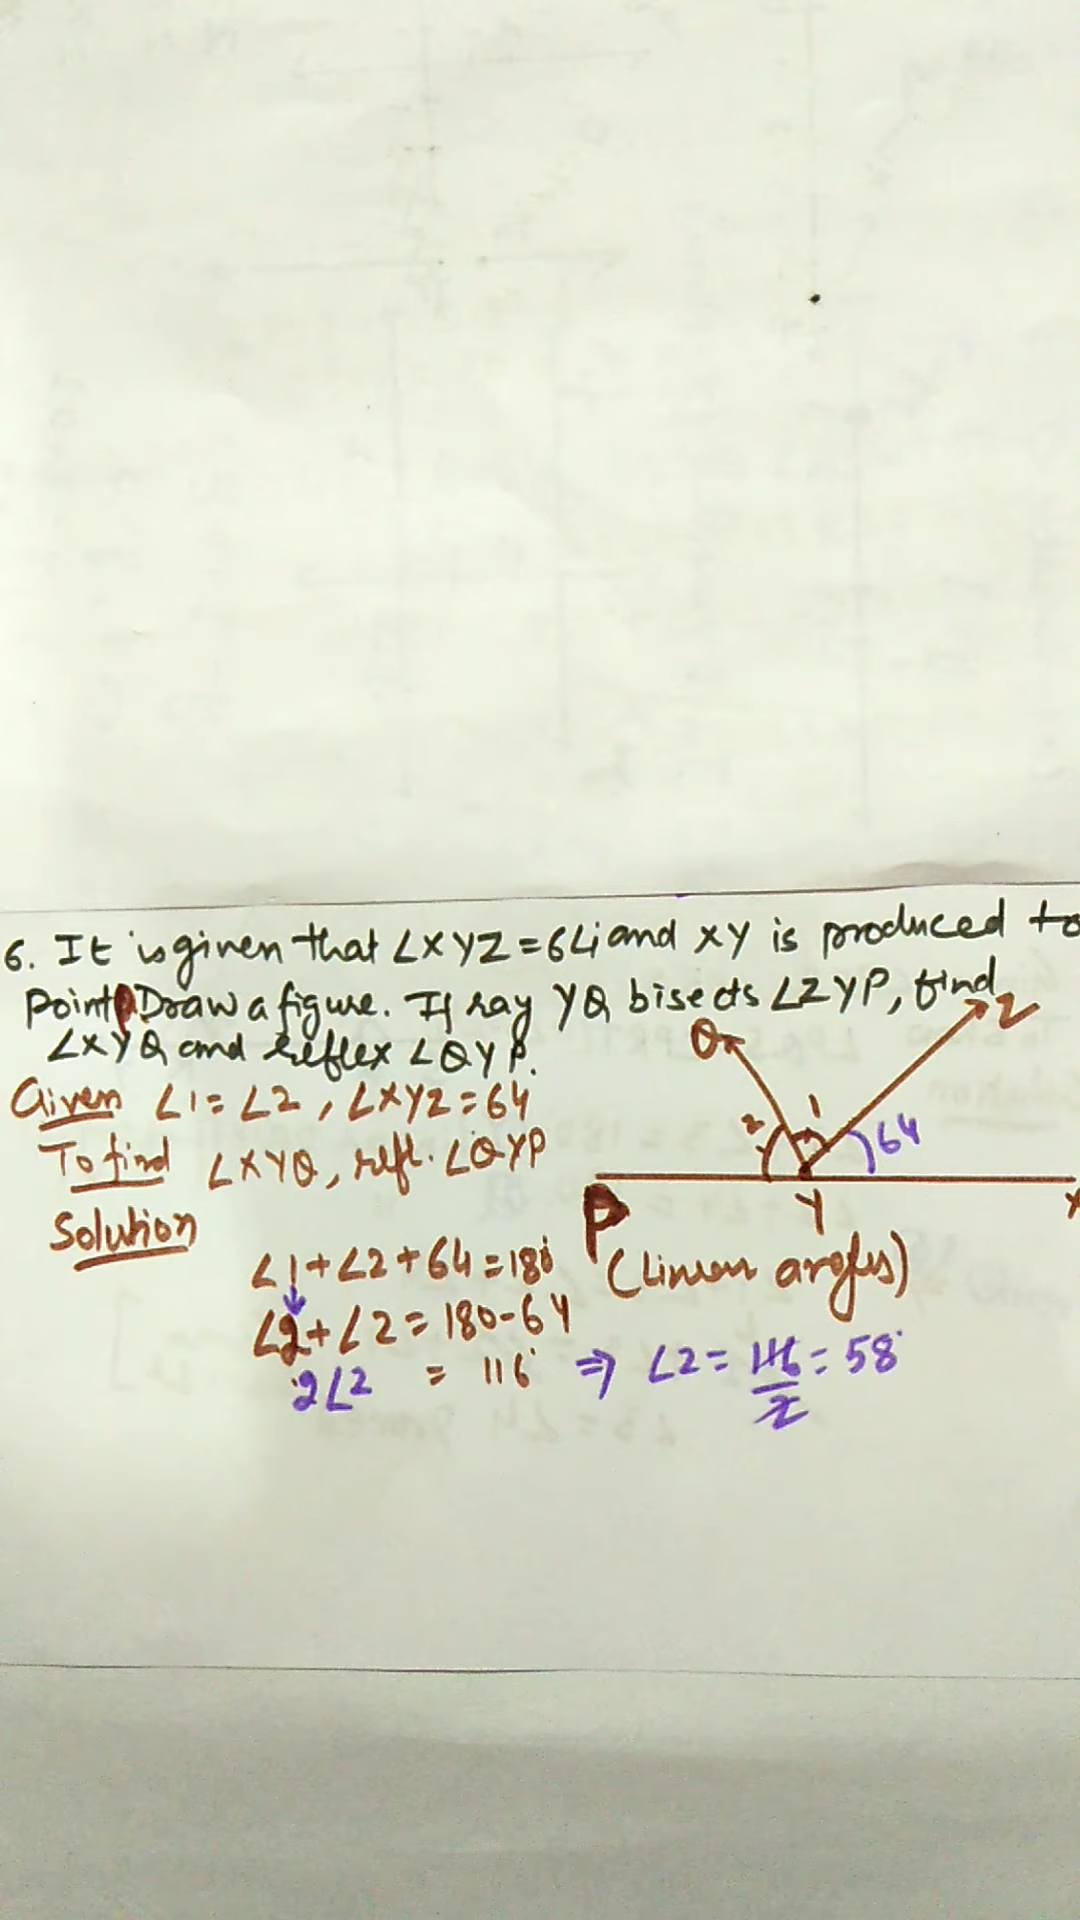 6. It is given that ∠XYZ = 64° and XY is produced to
point P Draw a figure. If ray YQ bisects ∠ZYP, find
∠XYQ and reflex ∠QYP.
Given ∠1 = ∠2, ∠XYZ = 64
To find ∠XYQ, refl. ∠QYP
Solution
Q
Z
2
1
64
P
Y
X
∠1 + ∠2 + 64 = 180° (Linear angles)
∠2 + ∠2 = 180 - 64
2∠2 = 116° ⇒ ∠2 = 116/2 = 58°